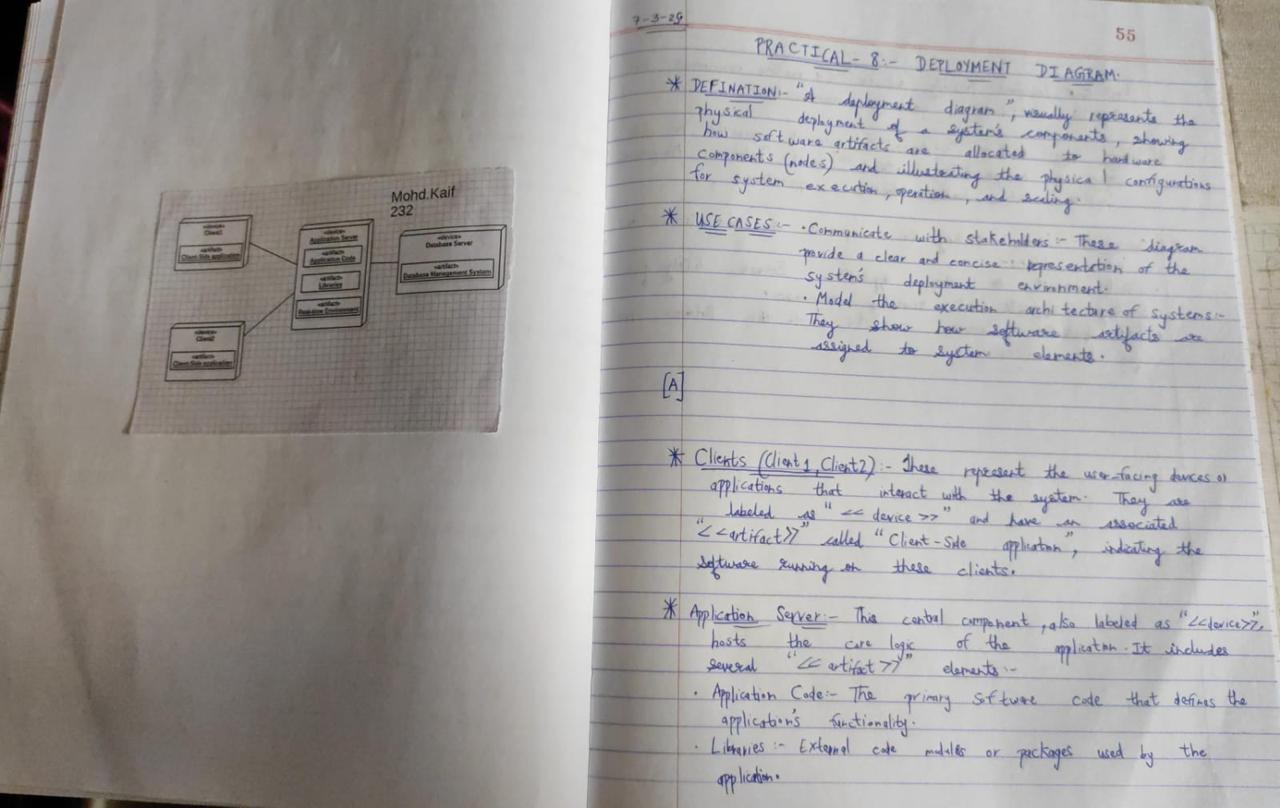 Mohd.Kaif
232
«device»
Client1
«artifact»
Client-Side application
«device»
Application Server
«artifact»
Application Code
«artifact»
Libraries
«artifact»
Run-time Environment
«device»
Database Server
«artifact»
Database Management System
«device»
Client2
«artifact»
Client-Side application
55
PRACTICAL- 8:- DEPLOYMENT DIAGRAM.
* DEFINATION:- "A deployment diagram", usually represents the
physical deployment of a system's components, showing
how software artifacts are allocated to hardware
components (nodes) and illustrating the physical configurations
for system execution, operation, and scaling.
* USE CASES:- • Communicate with stakeholders:- These diagram
provide a clear and concise representation of the
system's deployment environment.
• Model the execution architecture of systems:-
They show how software artifacts are
assigned to system elements.
[A]
* Clients (Client 1, Client 2):- These represent the user-facing devices or
applications that interact with the system. They are
labeled as "<< device >>" and have an associated
"<<artifact>>" called "Client-Side application", indicating the
software running on these clients.
* Application Server:- This central component, also labeled as "<<device>>",
hosts the core logic of the application. It includes
several "<< artifact >>" elements:-
• Application Code:- The primary software code that defines the
application's functionality.
• Libraries:- External code modules or packages used by the
application.